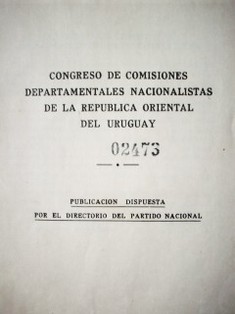 CONGRESO DE COMISIONES
DEPARTAMENTALES NACIONALISTAS
DE LA REPUBLICA ORIENTAL
DEL URUGUAY
02473
PUBLICACION DISPUESTA
POR EL DIRECTORIO DEL PARTIDO NACIONAL